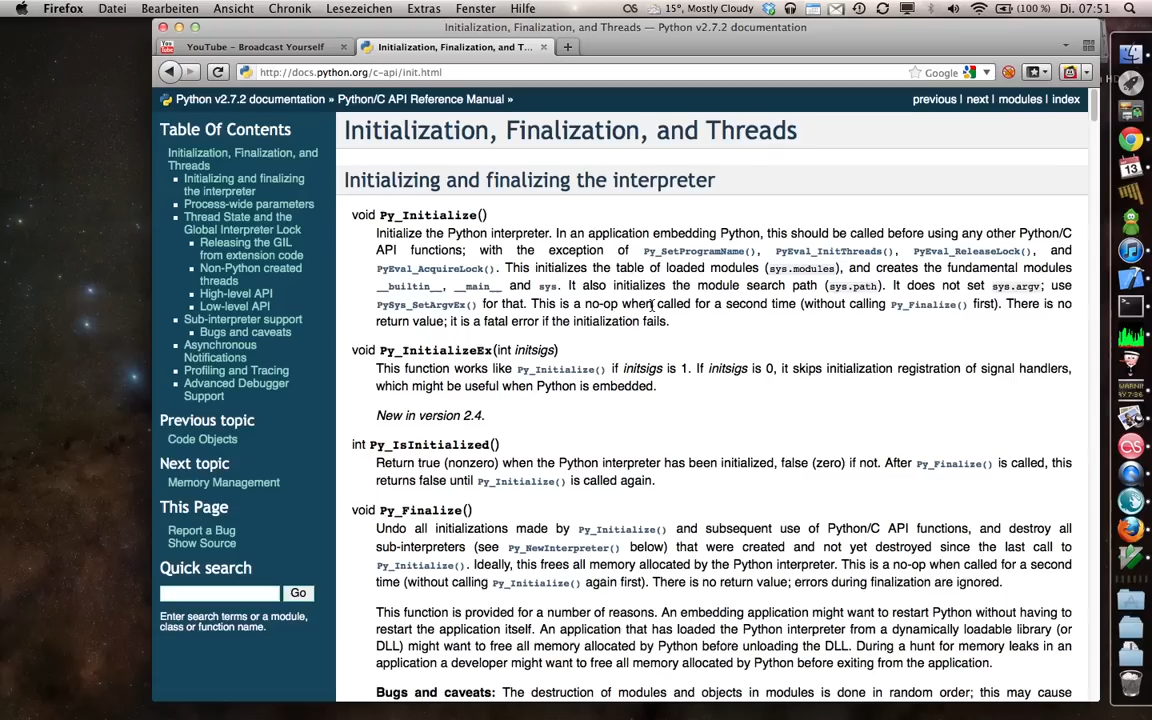 Firefox Datei Bearbeiten Ansicht Chronik Lesezeichen Extras Fenster Hilfe 15°, Mostly Cloudy (100 %) Di. 07:51
Initialization, Finalization, and Threads — Python v2.7.2 documentation
YouTube - Broadcast Yourself
Initialization, Finalization, and T...
http://docs.python.org/c-api/init.html
Google
Python v2.7.2 documentation » Python/C API Reference Manual »
previous | next | modules | index
Table Of Contents
Initialization, Finalization, and
Threads
Initializing and finalizing
the interpreter
Process-wide parameters
Thread State and the
Global Interpreter Lock
Releasing the GIL
from extension code
Non-Python created
threads
High-level API
Low-level API
Sub-interpreter support
Bugs and caveats
Asynchronous
Notifications
Profiling and Tracing
Advanced Debugger
Support
Previous topic
Code Objects
Next topic
Memory Management
This Page
Report a Bug
Show Source
Quick search
Go
Enter search terms or a module,
class or function name.
Initialization, Finalization, and Threads
Initializing and finalizing the interpreter
void Py_Initialize()
Initialize the Python interpreter. In an application embedding Python, this should be called before using any other Python/C
API functions; with the exception of Py_SetProgramName(), PyEval_InitThreads(), PyEval_ReleaseLock(), and
PyEval_AcquireLock(). This initializes the table of loaded modules (sys.modules), and creates the fundamental modules
__builtin__, __main__ and sys. It also initializes the module search path (sys.path). It does not set sys.argv; use
PySys_SetArgvEx() for that. This is a no-op when called for a second time (without calling Py_Finalize() first). There is no
return value; it is a fatal error if the initialization fails.
void Py_InitializeEx(int initsigs)
This function works like Py_Initialize() if initsigs is 1. If initsigs is 0, it skips initialization registration of signal handlers,
which might be useful when Python is embedded.
New in version 2.4.
int Py_IsInitialized()
Return true (nonzero) when the Python interpreter has been initialized, false (zero) if not. After Py_Finalize() is called, this
returns false until Py_Initialize() is called again.
void Py_Finalize()
Undo all initializations made by Py_Initialize() and subsequent use of Python/C API functions, and destroy all
sub-interpreters (see Py_NewInterpreter() below) that were created and not yet destroyed since the last call to
Py_Initialize(). Ideally, this frees all memory allocated by the Python interpreter. This is a no-op when called for a second
time (without calling Py_Initialize() again first). There is no return value; errors during finalization are ignored.
This function is provided for a number of reasons. An embedding application might want to restart Python without having to
restart the application itself. An application that has loaded the Python interpreter from a dynamically loadable library (or
DLL) might want to free all memory allocated by Python before unloading the DLL. During a hunt for memory leaks in an
application a developer might want to free all memory allocated by Python before exiting from the application.
Bugs and caveats: The destruction of modules and objects in modules is done in random order; this may cause